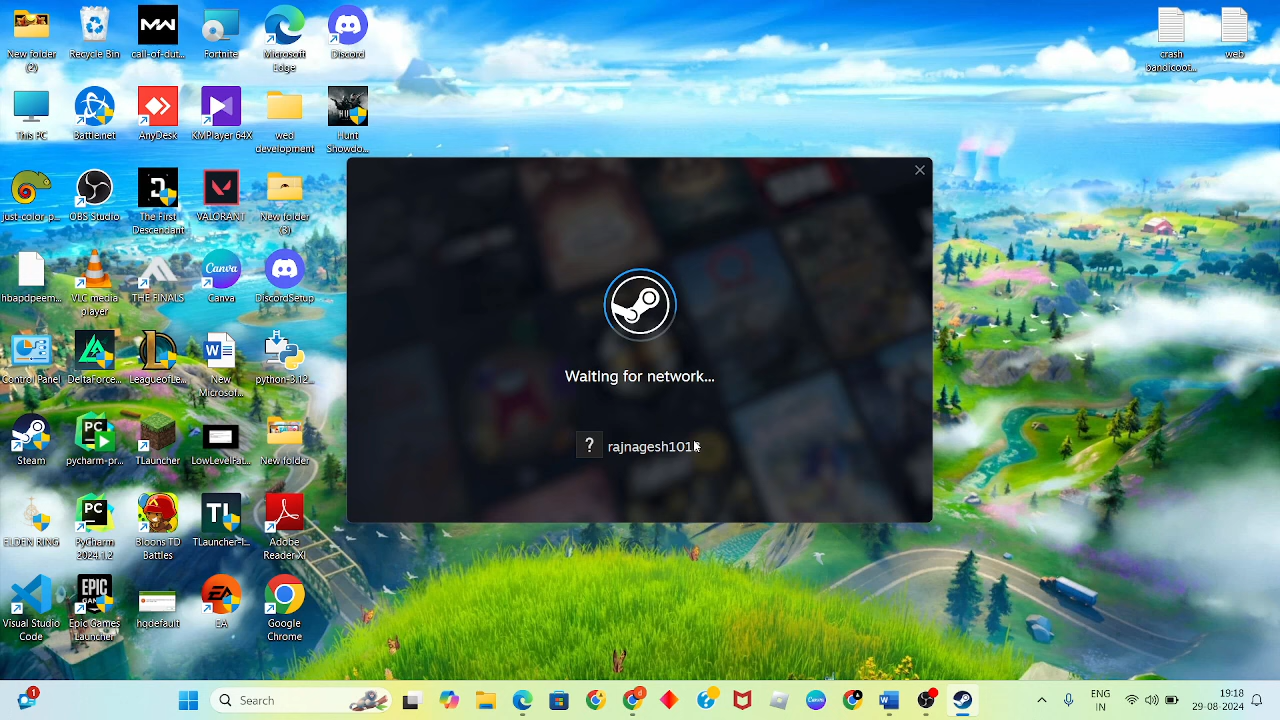 New folder
(2)
Recycle Bin
call-of-dut...
Fortnite
Microsoft
Edge
Discord
crash
bandicoot...
web
This PC
Battle.net
AnyDesk
KMPlayer 64X
wed
development
Hunt
Showdo...
just-color-p...
OBS Studio
The First
Descendant
VALORANT
New folder
(3)
hbapdpeem...
VLC media
player
THE FINALS
Canva
DiscordSetup
Waiting for network...
Control Panel
DeltaForce...
LeagueofLe...
New
Microsof...
python-3.12...
? rajnagesh101
Steam
pycharm-pr...
TLauncher
LowLevelFat...
New folder
ELDEN RING
PyCharm
2024.1.2
Bloons TD
Battles
TLauncher-I...
Adobe
Reader XI
Visual Studio
Code
Epic Games
Launcher
hqdefault
EA
Google
Chrome
1
Search
ENG
IN
19:18
29-08-2024